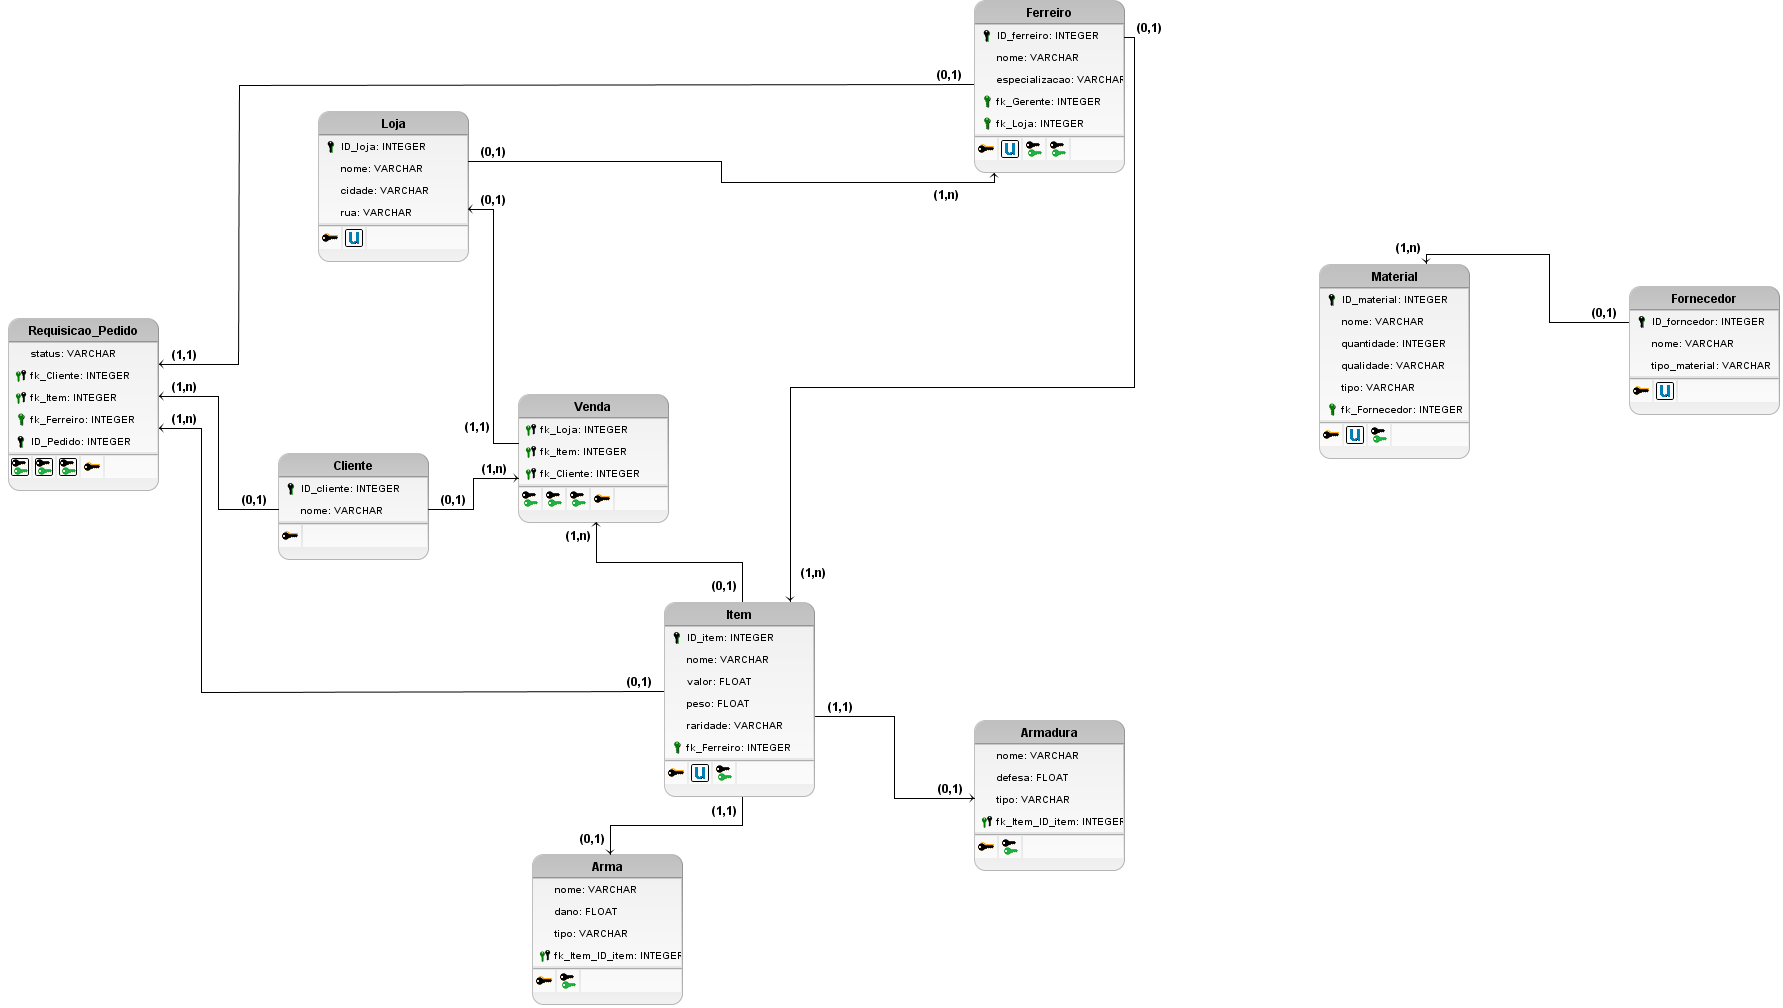 Ferreiro
ID_ferreiro: INTEGER
nome: VARCHAR
especializacao: VARCHAR
fk_Gerente: INTEGER
fk_Loja: INTEGER
(0,1)
(0,1)
Loja
ID_loja: INTEGER
nome: VARCHAR
cidade: VARCHAR
rua: VARCHAR
(0,1)
(0,1)
(1,n)
Material
ID_material: INTEGER
nome: VARCHAR
quantidade: INTEGER
qualidade: VARCHAR
tipo: VARCHAR
fk_Fornecedor: INTEGER
(1,n)
(0,1)
Fornecedor
ID_forncedor: INTEGER
nome: VARCHAR
tipo_material: VARCHAR
Requisicao_Pedido
status: VARCHAR
fk_Cliente: INTEGER
fk_Item: INTEGER
fk_Ferreiro: INTEGER
ID_Pedido: INTEGER
(1,1)
(1,n)
(1,n)
Cliente
ID_cliente: INTEGER
nome: VARCHAR
(0,1)
(0,1)
Venda
fk_Loja: INTEGER
fk_Item: INTEGER
fk_Cliente: INTEGER
(1,1)
(1,n)
(1,n)
(0,1)
(1,n)
Item
ID_item: INTEGER
nome: VARCHAR
valor: FLOAT
peso: FLOAT
raridade: VARCHAR
fk_Ferreiro: INTEGER
(0,1)
(1,1)
(1,1)
(0,1)
(0,1)
Armadura
nome: VARCHAR
defesa: FLOAT
tipo: VARCHAR
fk_Item_ID_item: INTEGER
Arma
nome: VARCHAR
dano: FLOAT
tipo: VARCHAR
fk_Item_ID_item: INTEGER